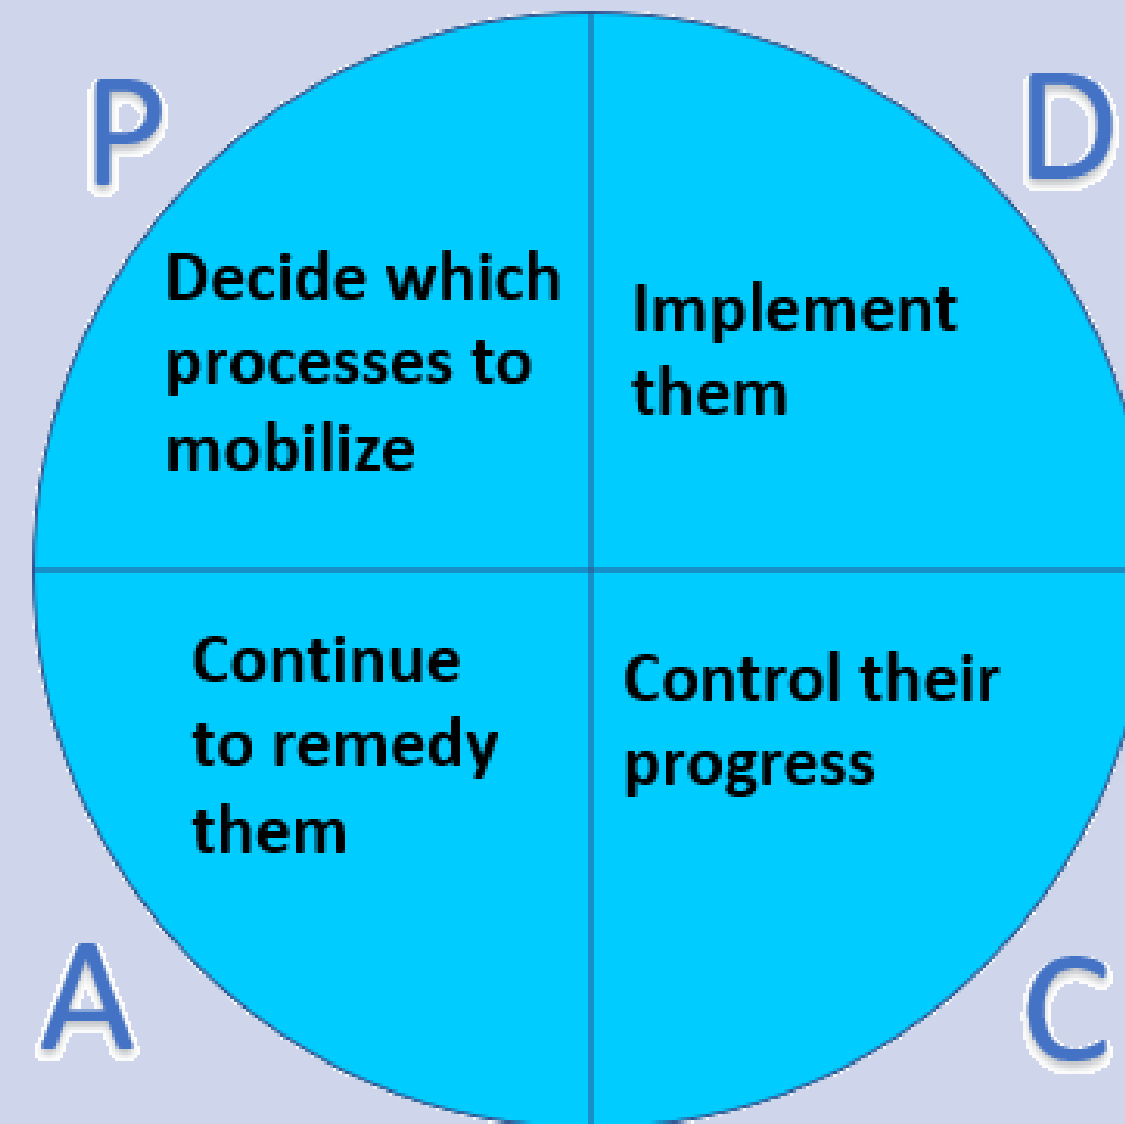 P
D
Decide which
processes to
mobilize
Implement
them
Continue
to remedy
them
Control their
progress
A
C